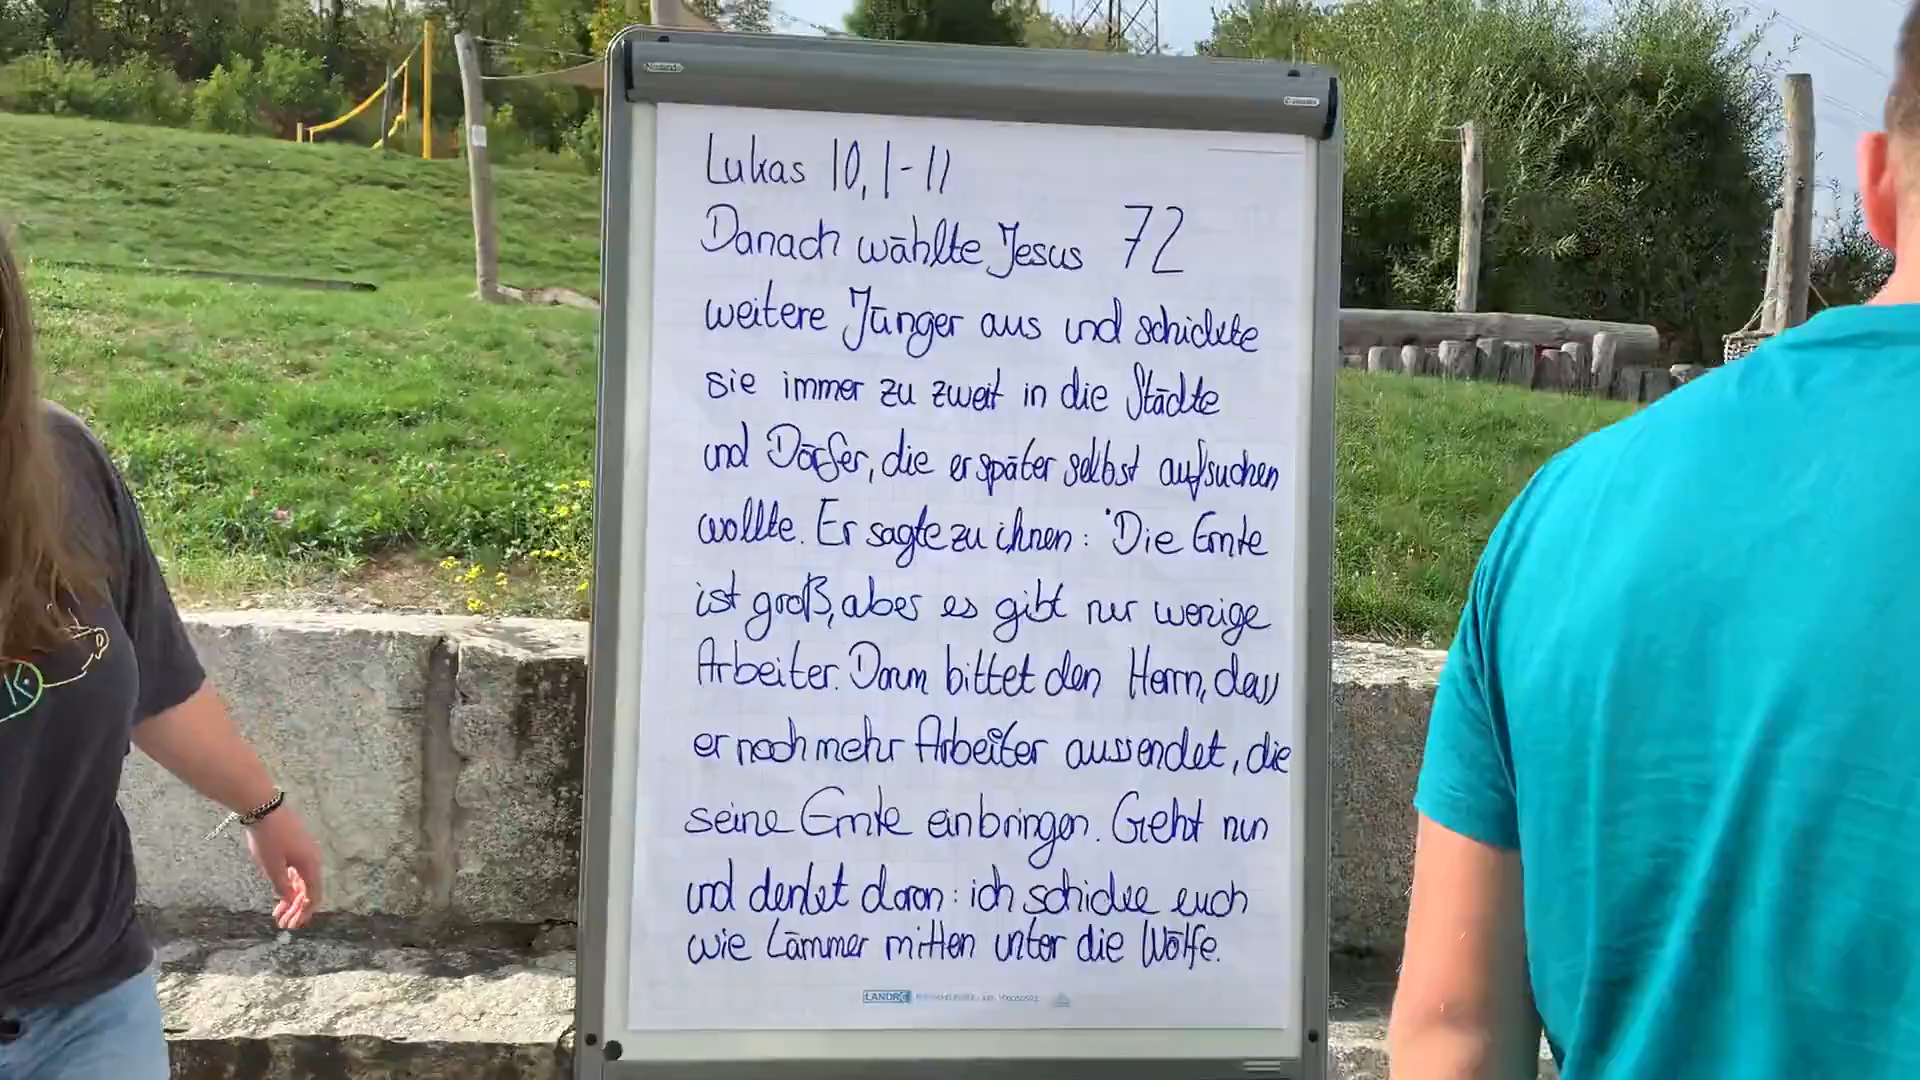 Lukas 10, 1-11
Danach wählte Jesus 72
weitere Jünger aus und schickte
sie immer zu zweit in die Städte
und Dörfer, die er später selbst aufsuchen
wollte. Er sagte zu ihnen: "Die Ernte
ist groß, aber es gibt nur wenige
Arbeiter. Darum bittet den Herrn, dass
er noch mehr Arbeiter aussendet, die
seine Ernte einbringen. Geht nun
und denket daran: ich schicke euch
wie Lämmer mitten unter die Wölfe.
LANDRÉ